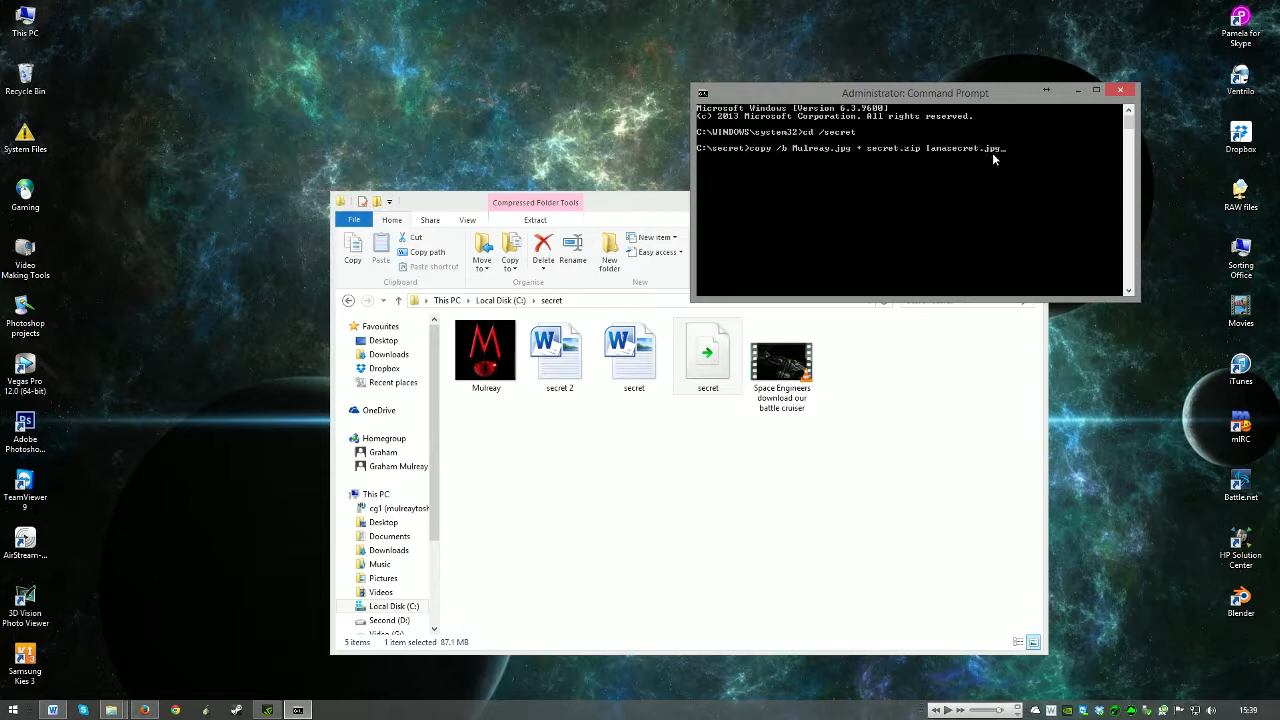 This PC
Recycle Bin
System Files
Gaming
Video
Making Tools
Photoshop
Projects
Vegas Pro
11 64-bit)
Adobe
Photosho...
TeamViewer
9
AirStream-...
3D Vision
Photo Viewer
Samsung
Kies 3
Administrator: Command Prompt
Microsoft Windows [Version 6.3.9600]
(c) 2013 Microsoft Corporation. All rights reserved.
C:\WINDOWS\system32>cd /secret
C:\secret>copy /b Mulreay.jpg + secret.zip Iamasecret.jpg_
Compressed Folder Tools
File Home Share View Extract
Copy
Paste
Cut
Copy path
Paste shortcut
Clipboard
Move
to
Copy
to
Delete
Rename
Organise
New
folder
New item
Easy access
New
This PC Local Disk (C:) secret
Favourites
Desktop
Downloads
Dropbox
Recent places
OneDrive
Homegroup
Graham
Graham Mulreay
This PC
cg1 (mulreaytosh
Desktop
Documents
Downloads
Music
Pictures
Videos
Local Disk (C:)
Second (D:)
Video (G:)
Mulreay
secret 2
secret
secret
Space Engineers
download our
battle cruiser
5 items 1 item selected 87.1 MB
Pamela for
Skype
Ventrilo
Dropbox
RAW files
Casting
Office
Movies
iTunes
mIRC
Battle.net
HP Solution
Center
Blender
15:39